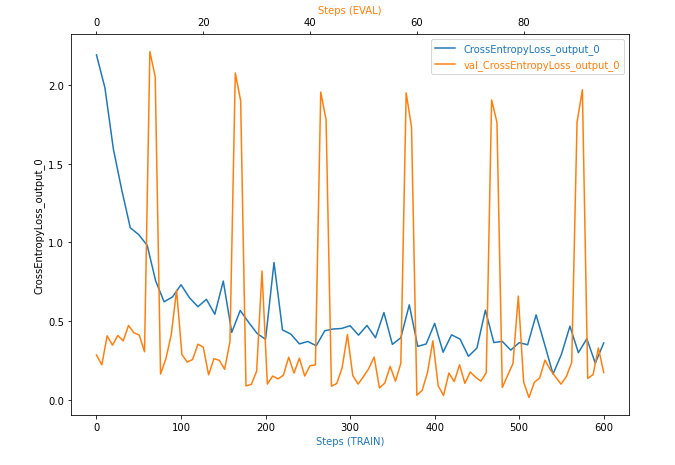 Steps (EVAL)
0 20 40 60 80
CrossEntropyLoss_output_0
val_CrossEntropyLoss_output_0
CrossEntropyLoss_output_0
2.0
1.5
1.0
0.5
0.0
0 100 200 300 400 500 600
Steps (TRAIN)